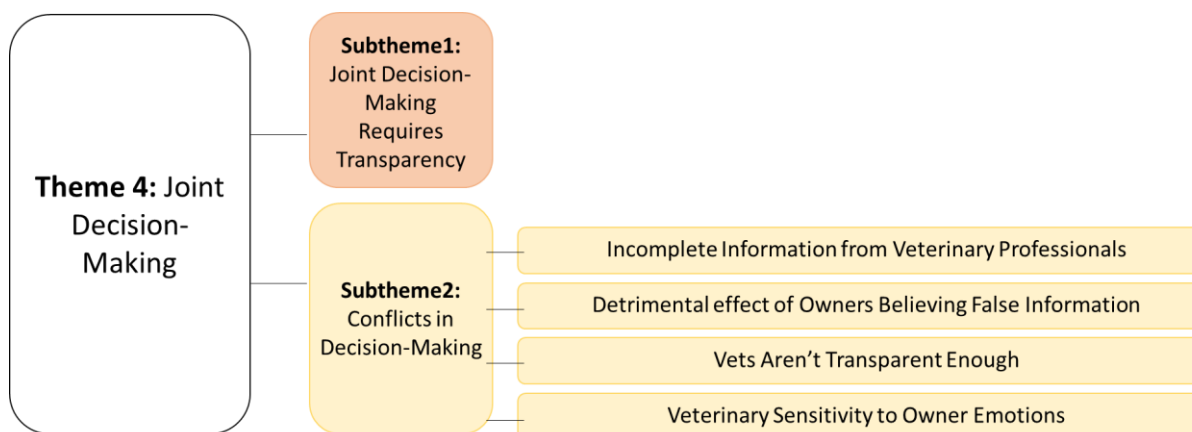 Theme 4: Joint
Decision-
Making
Subtheme1:
Joint Decision-
Making
Requires
Transparency
Subtheme2:
Conflicts in
Decision-Making
Incomplete Information from Veterinary Professionals
Detrimental effect of Owners Believing False Information
Vets Aren’t Transparent Enough
Veterinary Sensitivity to Owner Emotions